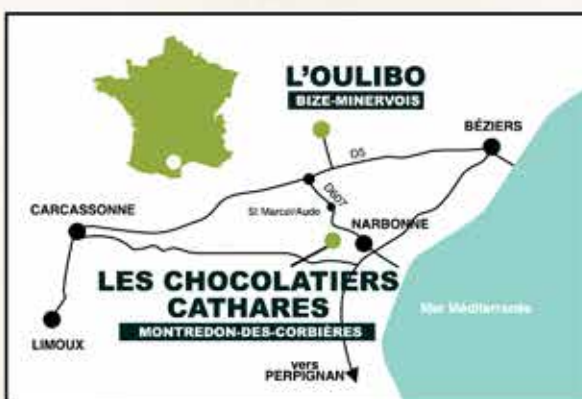 L'OULIBO
BIZE-MINERVOIS
BÉZIERS
D5
D607
CARCASSONNE
St Marcel/Aude
NARBONNE
LES CHOCOLATIERS
CATHARES
MONTREDON-DES-CORBIÈRES
Mer Méditerranée
LIMOUX
vers
PERPIGNAN